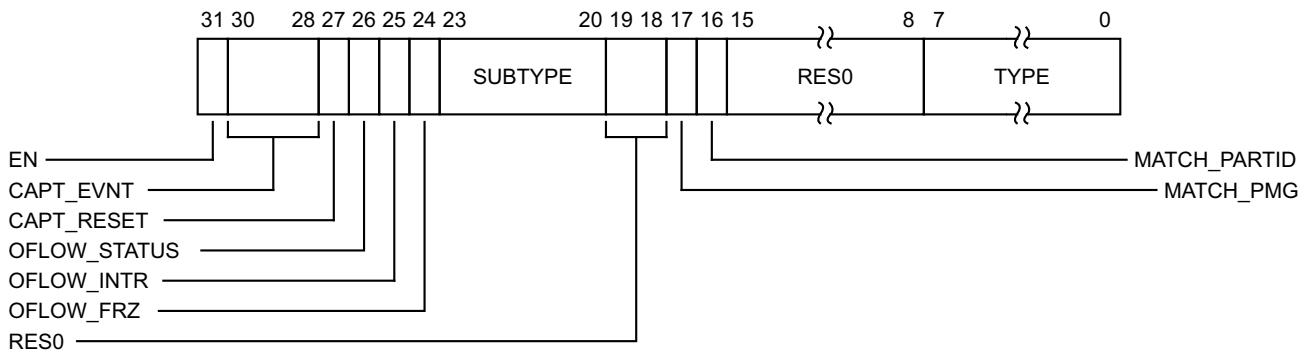 31 30 28 27 26 25 24 23 20 19 18 17 16 15 8 7 0
SUBTYPE RES0 TYPE
EN MATCH_PARTID
CAPT_EVNT MATCH_PMG
CAPT_RESET
OFLOW_STATUS
OFLOW_INTR
OFLOW_FRZ
RES0